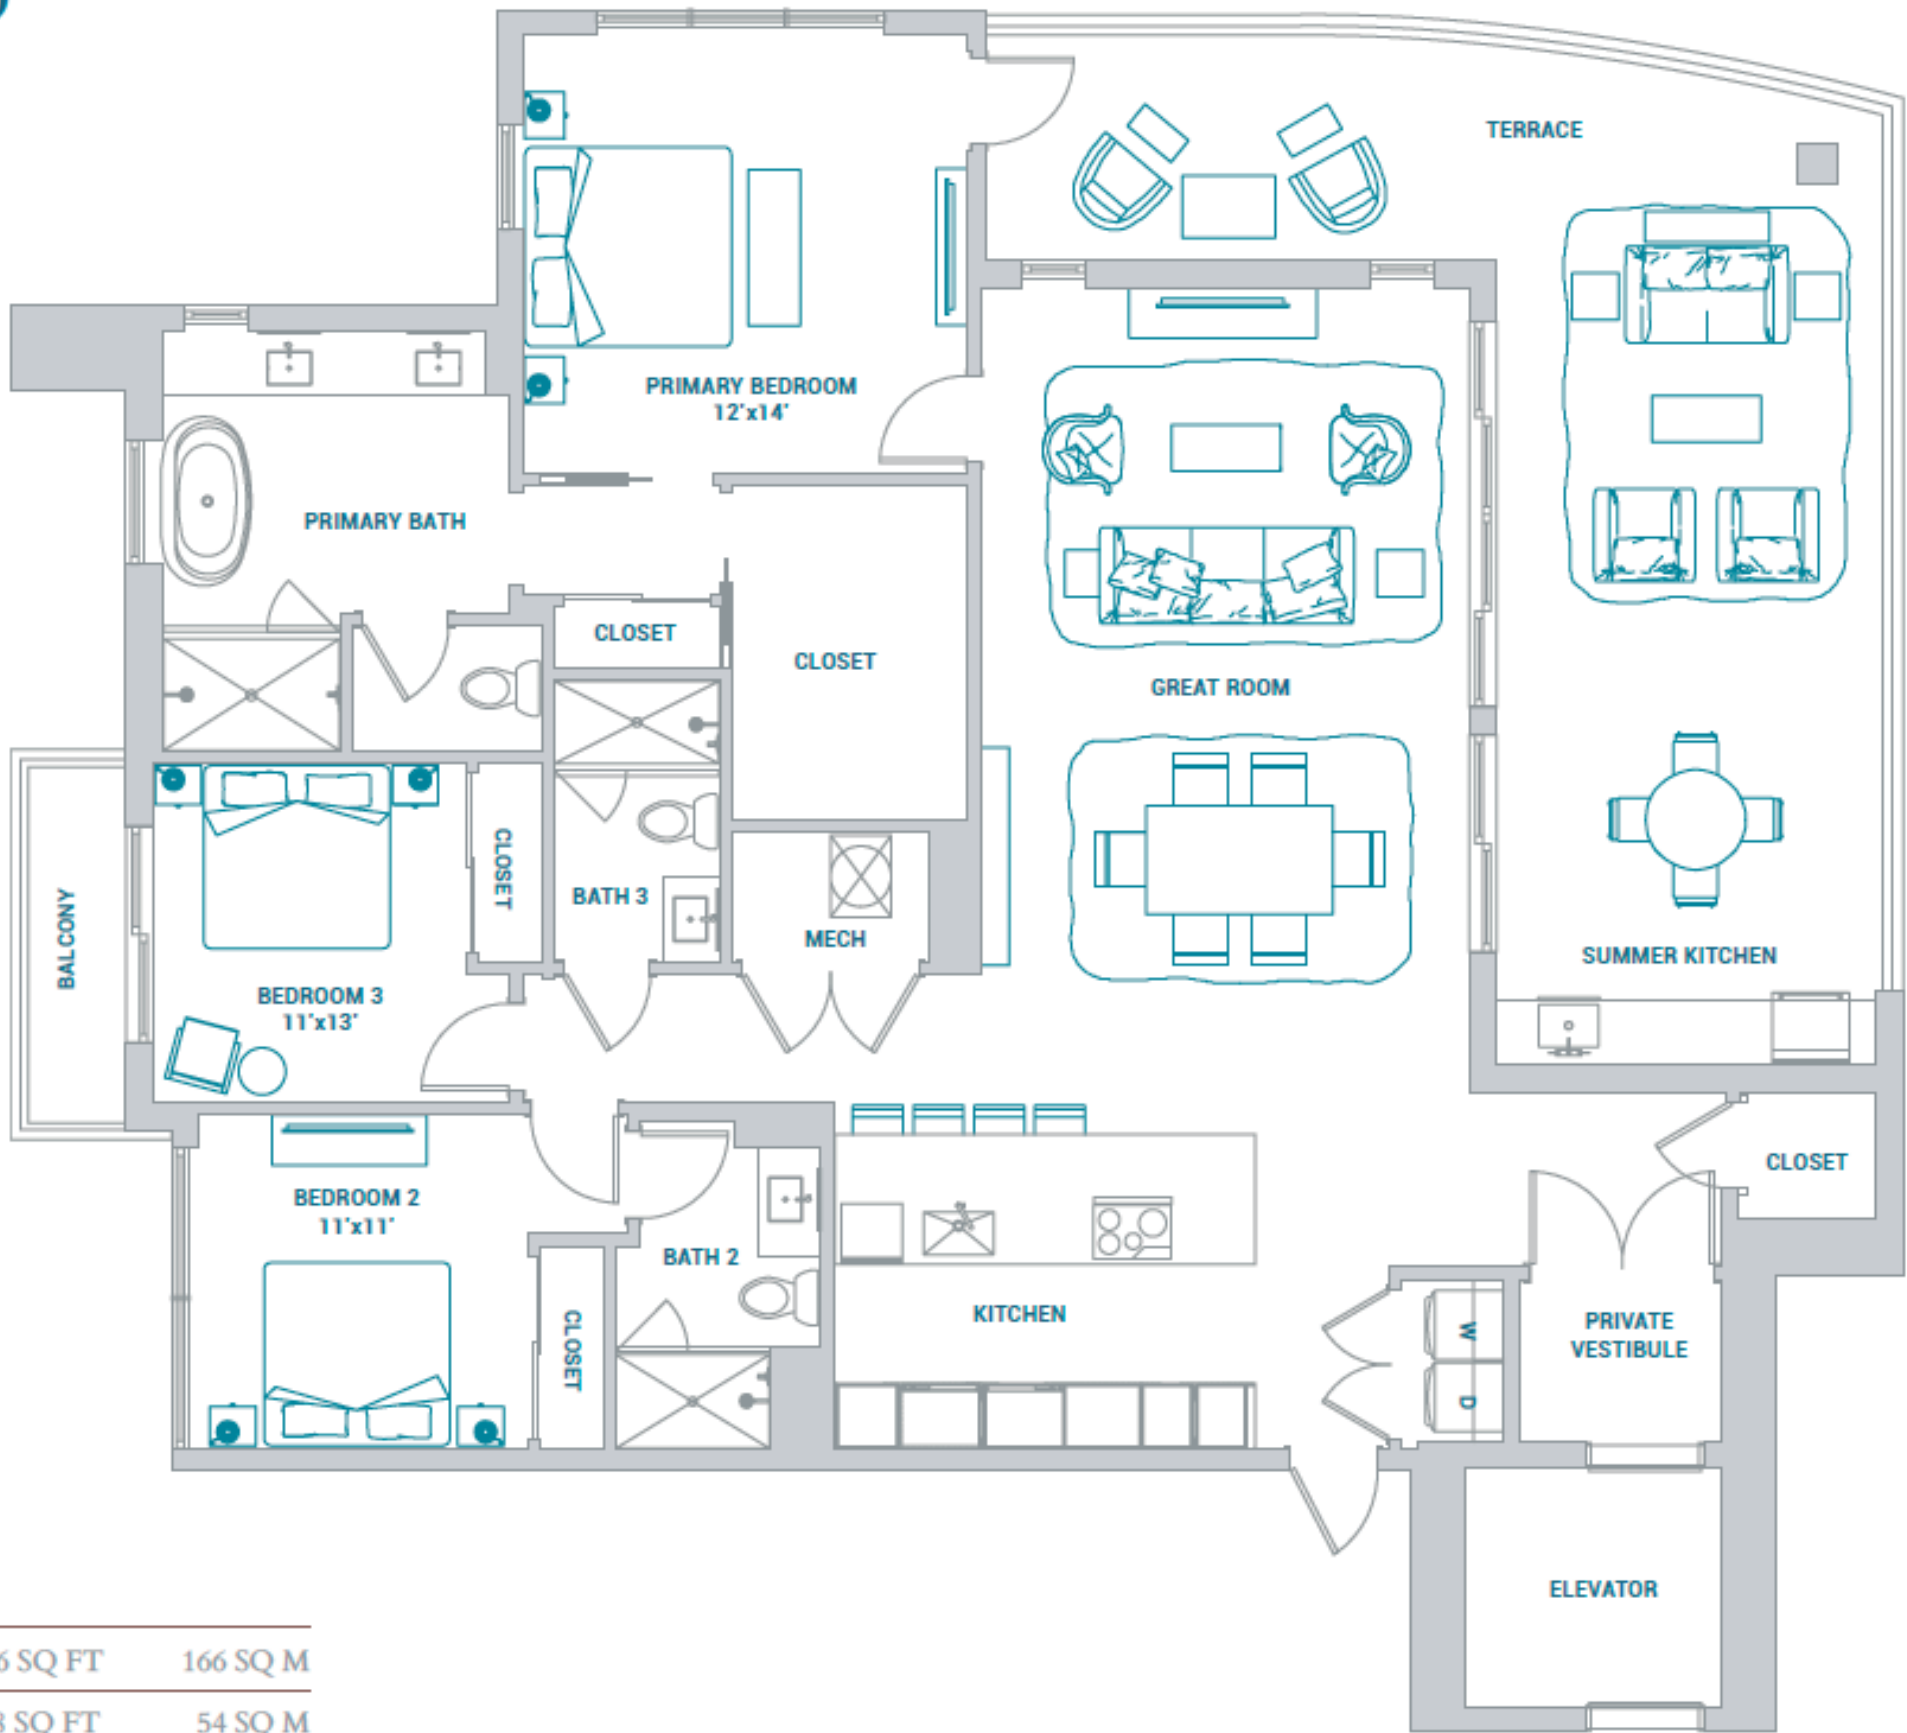 TERRACE
PRIMARY BEDROOM
12'x14'
PRIMARY BATH
CLOSET
CLOSET
GREAT ROOM
CLOSET
BATH 3
MECH
BALCONY
SUMMER KITCHEN
BEDROOM 3
11'x13'
CLOSET
BEDROOM 2
11'x11'
BATH 2
CLOSET
KITCHEN
W
D
PRIVATE
VESTIBULE
ELEVATOR
6 SQ FT 166 SQ M
SQ FT 54 SQ M